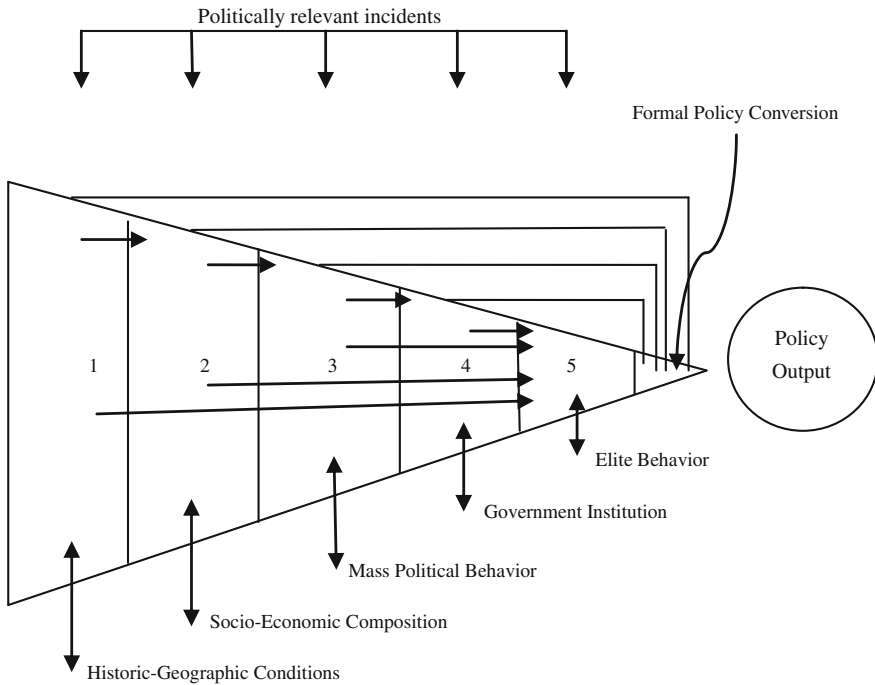 Politically relevant incidents
Formal Policy Conversion
Policy
Output
1
2
3
4
5
Elite Behavior
Government Institution
Mass Political Behavior
Socio-Economic Composition
Historic-Geographic Conditions